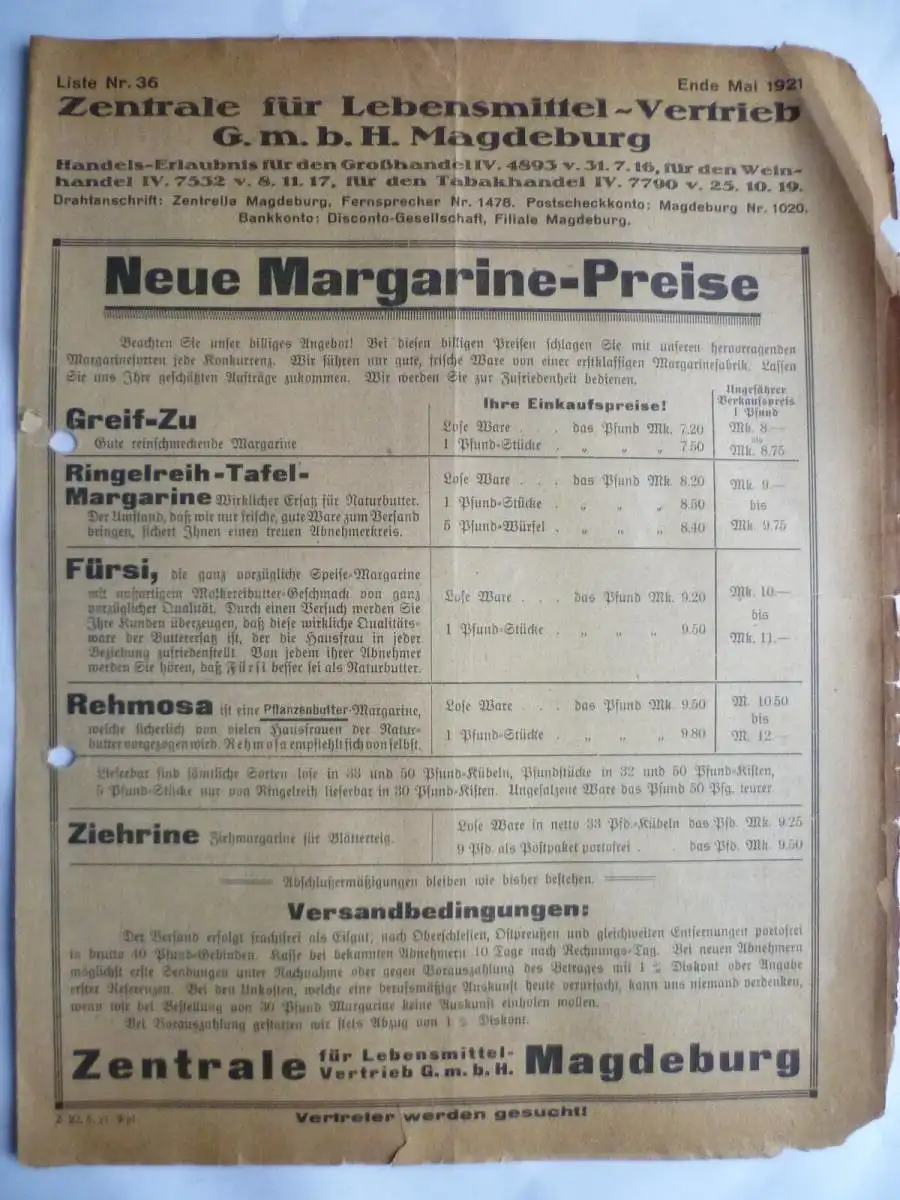 Liste Nr. 36
Ende Mai 1921
Zentrale für Lebensmittel-Vertrieb
G. m. b. H. Magdeburg
Handels-Erlaubnis für den Großhandel IV. 4893 v. 31. 7. 16, für den Wein-
handel IV. 7532 v. 8. 11. 17, für den Tabakhandel IV. 7790 v. 25. 10. 19.
Drahtanschrift: Zentrella Magdeburg, Fernsprecher Nr. 1478. Postscheckkonto: Magdeburg Nr. 1020.
Bankkonto: Disconto-Gesellschaft, Filiale Magdeburg.
Neue Margarine-Preise
Beachten Sie unser billiges Angebot! Bei diesen billigen Preisen schlagen Sie mit unseren hervorragenden
Margarinesorten jede Konkurrenz. Wir führen nur gute, frische Ware von einer erstklassigen Margarinefabrik. Lassen
Sie uns Ihre geschätzten Aufträge zukommen. Wir werden Sie zur Zufriedenheit bedienen.
Ihre Einkaufspreise!
Ungefährer
Verkaufspreis
1 Pfund
Greif-Zu
Gute reinschmeckende Margarine
Lose Ware . . . das Pfund Mk. 7.20
1 Pfund-Stücke . „ „ „ 7.50
Mk. 8.—
bis
Mk. 8.75
Ringelreih-Tafel-
Margarine Wirklicher Ersatz für Naturbutter.
Der Umstand, daß wir nur frische, gute Ware zum Versand
bringen, sichert Ihnen einen treuen Abnehmerkreis.
Lose Ware . . . das Pfund Mk. 8.20
1 Pfund-Stücke . „ „ „ 8.50
5 Pfund-Würfel . „ „ „ 8.40
Mk. 9.—
bis
Mk. 9.75
Fürsi, die ganz vorzügliche Speise-Margarine
mit großartigem Molkereibutter-Geschmack von ganz
vorzüglicher Qualität. Durch einen Versuch werden Sie
Ihre Kunden überzeugen, daß diese wirkliche Qualitäts-
ware der Butterersatz ist, der die Hausfrau in jeder
Beziehung zufriedenstellt. Von jedem ihrer Abnehmer
werden Sie hören, daß Fürsi besser sei als Naturbutter.
Lose Ware . . . das Pfund Mk. 9.20
1 Pfund-Stücke . „ „ „ 9.50
Mk. 10.—
bis
Mk. 11.—
Rehmosa ist eine Pflanzenbutter-Margarine,
welche sicherlich von vielen Hausfrauen der Natur-
butter vorgezogen wird. Rehmosa empfiehlt sich von selbst.
Lose Ware . . . das Pfund Mk. 9.50
1 Pfund-Stücke . „ „ „ 9.80
M. 10.50
bis
M. 12.—
Lieferbar sind sämtliche Sorten lose in 33 und 50 Pfund-Kübeln, Pfundstücke in 32 und 50 Pfund-Kisten,
5 Pfund-Stücke nur von Ringelreih lieferbar in 30 Pfund-Kisten. Ungesalzene Ware das Pfund 50 Pfg. teurer.
Ziehrine Ziehmargarine für Blätterteig.
Lose Ware in netto 33 Pfd.-Kübeln das Pfd. Mk. 9.25
9 Pfd. als Postpaket portofrei . . das Pfd. Mk. 9.50
Abschlußermäßigungen bleiben wie bisher bestehen.
Versandbedingungen:
Der Versand erfolgt frachtfrei als Eilgut, nach Oberschlesien, Ostpreußen und gleichweiten Entfernungen portofrei
in brutto 10 Pfund-Gebinden. Kasse bei bekannten Abnehmern 10 Tage nach Rechnungs-Tag. Bei neuen Abnehmern
möglichst erste Sendungen unter Nachnahme oder gegen Vorauszahlung des Betrages mit 1 % Diskont oder Angabe
erster Referenzen. Bei den Unkosten, welche eine berufsmäßige Auskunft heute verursacht, kann uns niemand verdenken,
wenn wir bei Bestellung von 30 Pfund Margarine keine Auskunft einholen wollen.
Bei Vorauszahlung gestatten wir stets Abzug von 1 % Diskont.
Zentrale für Lebensmittel-
Vertrieb G. m. b. H. Magdeburg
Vertreter werden gesucht!